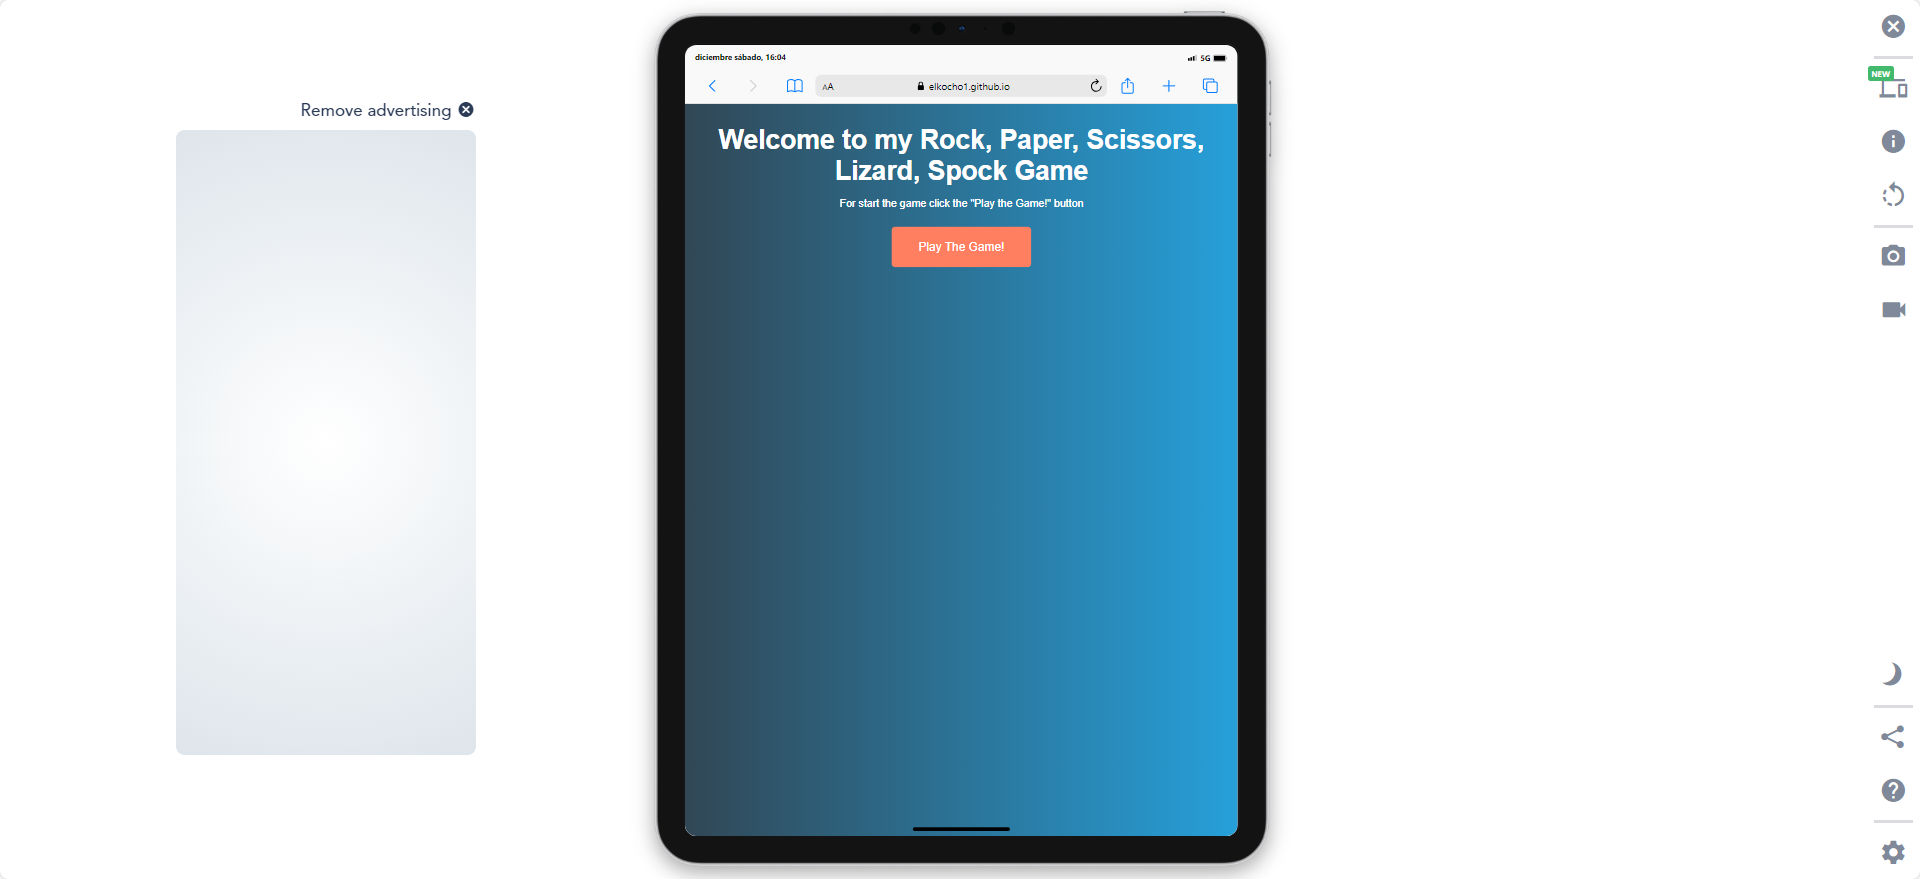 Remove advertising
diciembre sábado, 16:04
5G
AA
elkocho1.github.io
Welcome to my Rock, Paper, Scissors,
Lizard, Spock Game
For start the game click the "Play the Game!" button
Play The Game!
NEW